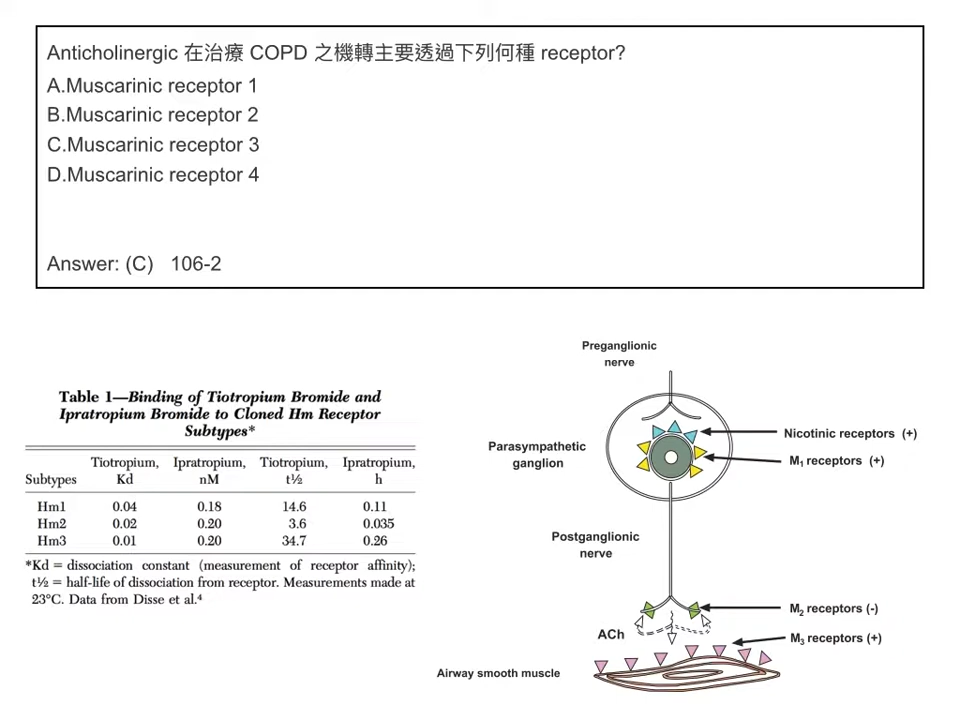 Anticholinergic 在治療 COPD 之機轉主要透過下列何種 receptor?
A.Muscarinic receptor 1
B.Muscarinic receptor 2
C.Muscarinic receptor 3
D.Muscarinic receptor 4
Answer: (C) 106-2
Table 1—Binding of Tiotropium Bromide and
Ipratropium Bromide to Cloned Hm Receptor
Subtypes*
Subtypes Tiotropium, Kd Ipratropium, nM Tiotropium, t½ Ipratropium, h
Hm1 0.04 0.18 14.6 0.11
Hm2 0.02 0.20 3.6 0.035
Hm3 0.01 0.20 34.7 0.26
*Kd = dissociation constant (measurement of receptor affinity);
t½ = half-life of dissociation from receptor. Measurements made at
23°C. Data from Disse et al.⁴
Preganglionic
nerve
Nicotinic receptors (+)
Parasympathetic
ganglion
M₁ receptors (+)
Postganglionic
nerve
M₂ receptors (-)
ACh
M₃ receptors (+)
Airway smooth muscle